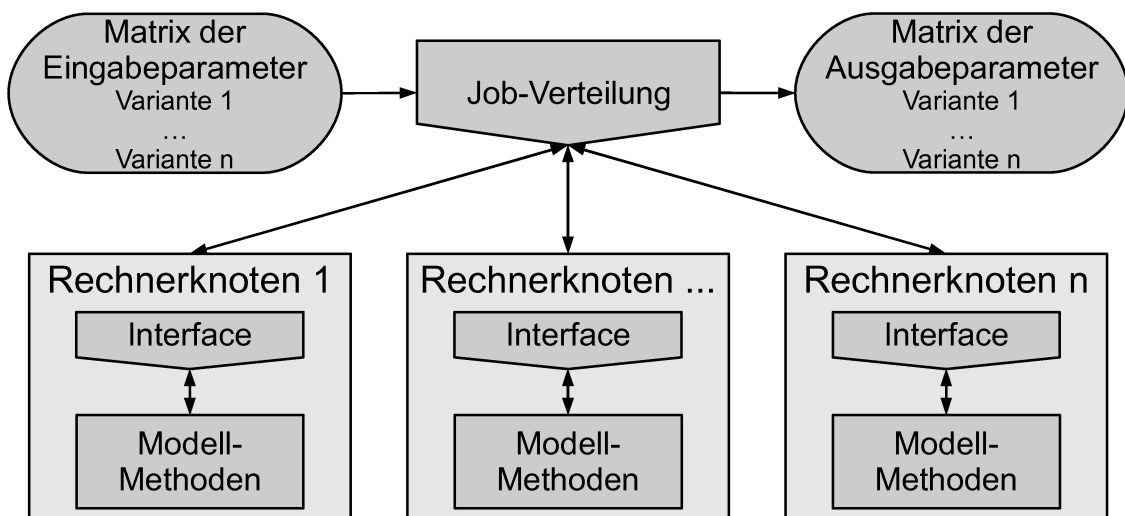 Matrix der
Eingabeparameter
Variante 1
...
Variante n
Job-Verteilung
Matrix der
Ausgabeparameter
Variante 1
...
Variante n
Rechnerknoten 1
Interface
Modell-
Methoden
Rechnerknoten ...
Interface
Modell-
Methoden
Rechnerknoten n
Interface
Modell-
Methoden